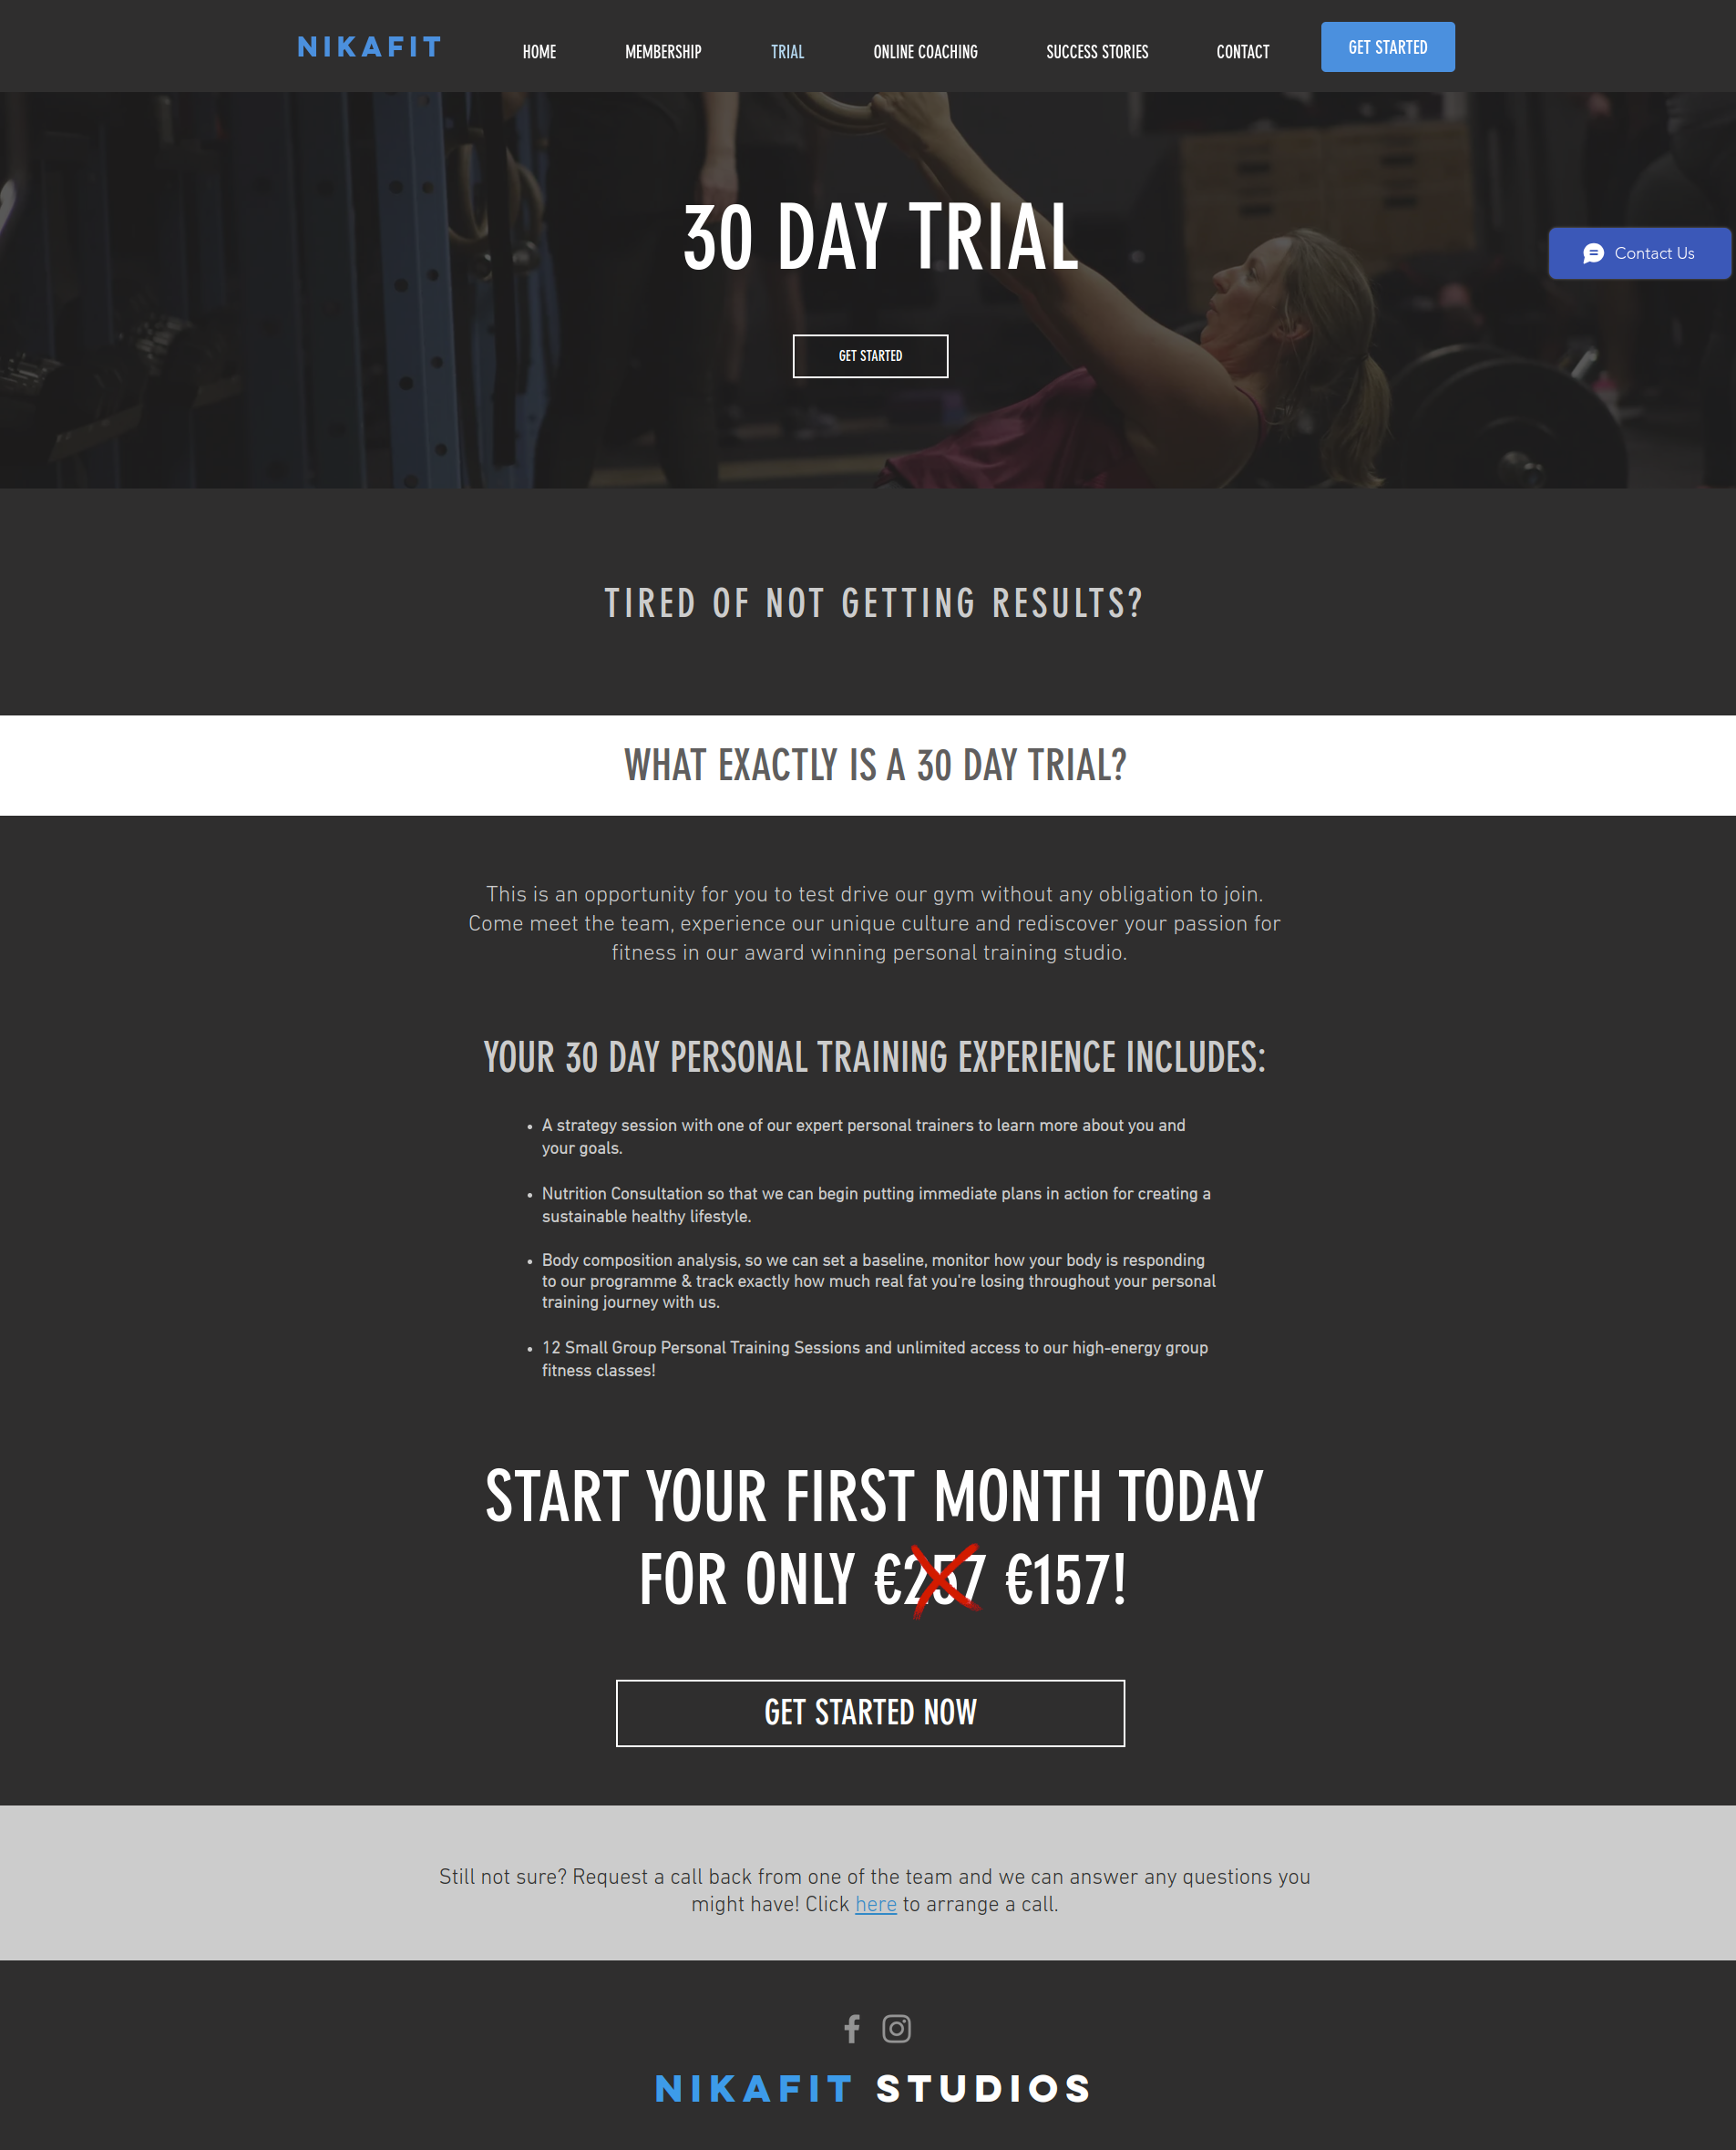 NIKAFIT
HOME
MEMBERSHIP
TRIAL
ONLINE COACHING
SUCCESS STORIES
CONTACT
GET STARTED
30 DAY TRIAL
Contact Us
GET STARTED
TIRED OF NOT GETTING RESULTS?
WHAT EXACTLY IS A 30 DAY TRIAL?
This is an opportunity for you to test drive our gym without any obligation to join.
Come meet the team, experience our unique culture and rediscover your passion for
fitness in our award winning personal training studio.
YOUR 30 DAY PERSONAL TRAINING EXPERIENCE INCLUDES:
• A strategy session with one of our expert personal trainers to learn more about you and
your goals.
• Nutrition Consultation so that we can begin putting immediate plans in action for creating a
sustainable healthy lifestyle.
• Body composition analysis, so we can set a baseline, monitor how your body is responding
to our programme & track exactly how much real fat you're losing throughout your personal
training journey with us.
• 12 Small Group Personal Training Sessions and unlimited access to our high-energy group
fitness classes!
START YOUR FIRST MONTH TODAY
FOR ONLY €257 €157!
GET STARTED NOW
Still not sure? Request a call back from one of the team and we can answer any questions you
might have! Click here to arrange a call.
NIKAFIT STUDIOS